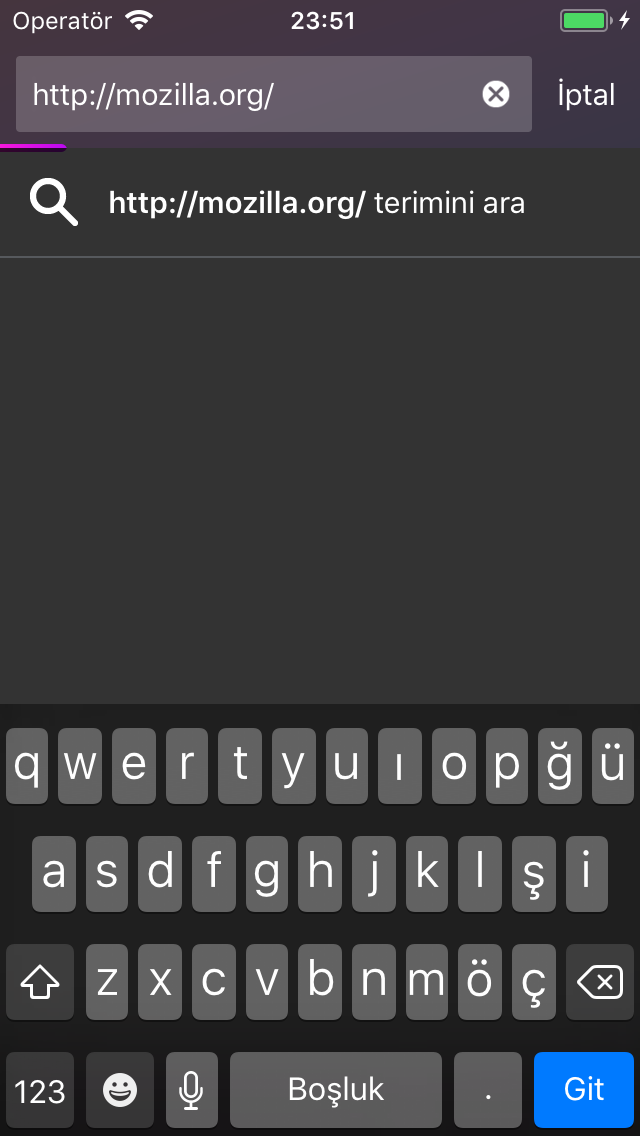 Operatör 23:51
http://mozilla.org/ İptal
http://mozilla.org/ terimini ara
q w e r t y u ı o p ğ ü
a s d f g h j k l ş i
z x c v b n m ö ç
123 Boşluk . Git